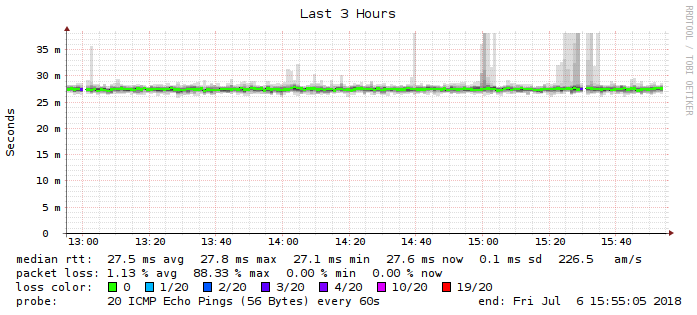 Last 3 Hours
RRDTOOL / TOBI OETIKER
Seconds
35 m
30 m
25 m
20 m
15 m
10 m
5 m
0
13:00 13:20 13:40 14:00 14:20 14:40 15:00 15:20 15:40
median rtt: 27.5 ms avg 27.8 ms max 27.1 ms min 27.6 ms now 0.1 ms sd 226.5 am/s
packet loss: 1.13 % avg 88.33 % max 0.00 % min 0.00 % now
loss color: 0 1/20 2/20 3/20 4/20 10/20 19/20
probe: 20 ICMP Echo Pings (56 Bytes) every 60s end: Fri Jul 6 15:55:05 2018